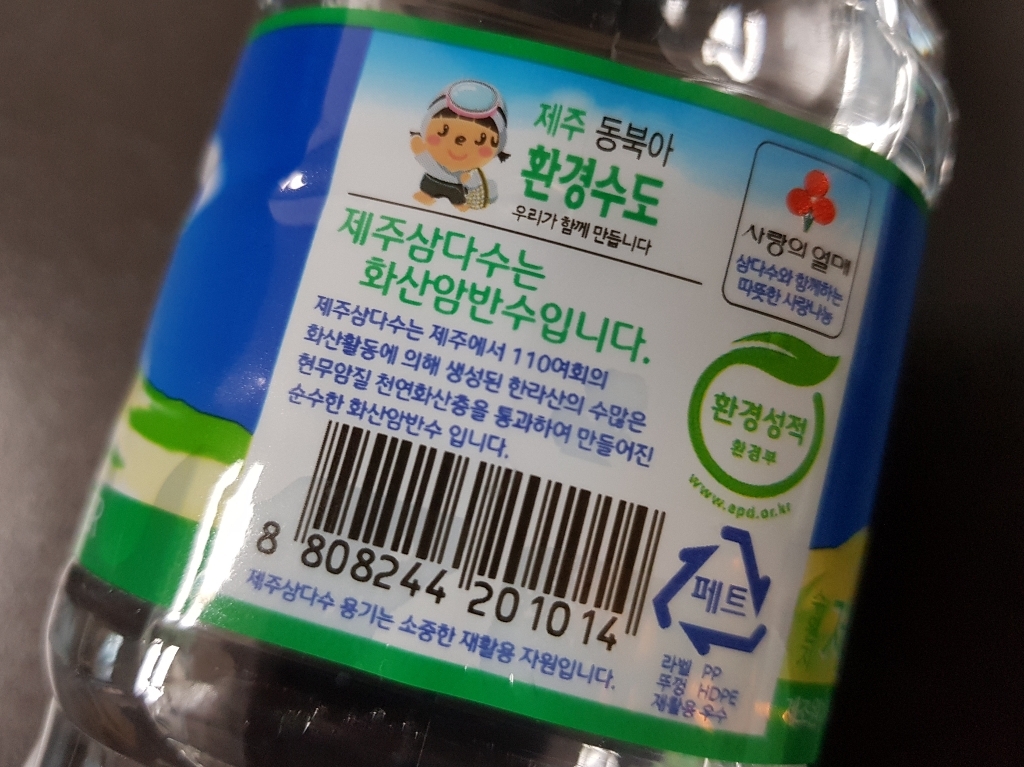 제주 동북아
환경수도
우리가 함께 만듭니다
사랑의 열매
삼다수와 함께하는
따뜻한 사랑나눔
제주삼다수는
화산암반수입니다.
제주삼다수는 제주에서 110여회의
화산활동에 의해 생성된 한라산의 수많은
현무암질 천연화산층을 통과하여 만들어진
순수한 화산암반수 입니다.
환경성적
환경부
www.epd.or.kr
8 808244 201014
페트
제주삼다수 용기는 소중한 재활용 자원입니다.
라벨 PP
뚜껑 HDPE
재활용 우수